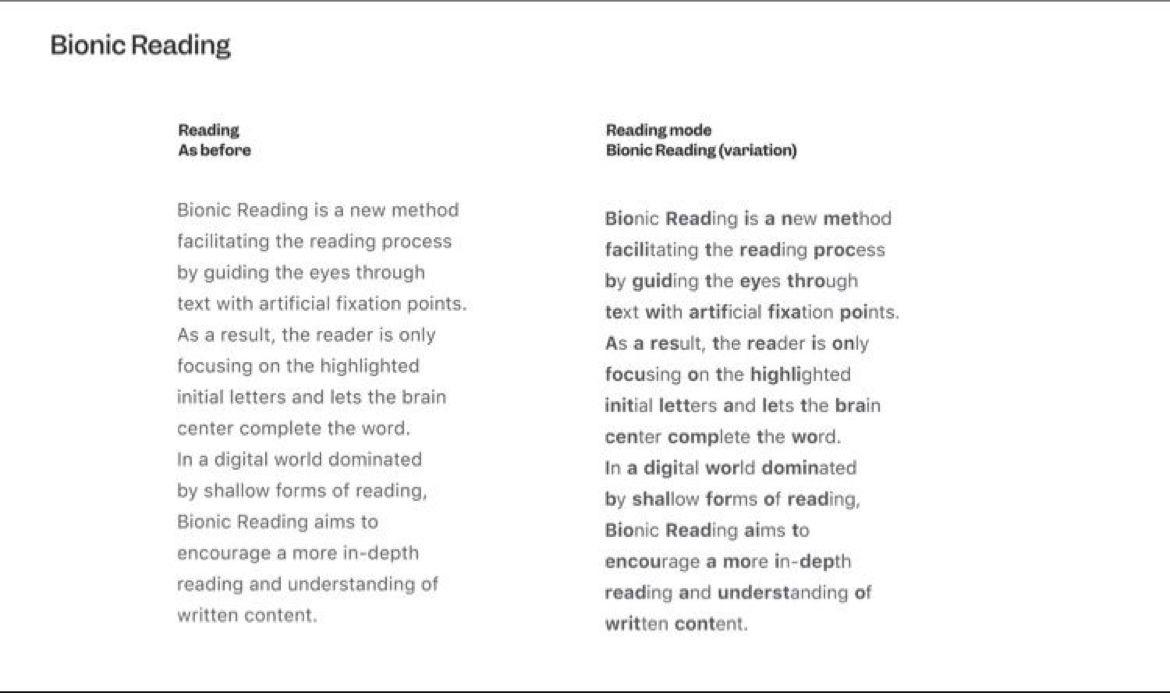 Bionic Reading
Reading
As before
Bionic Reading is a new method
facilitating the reading process
by guiding the eyes through
text with artificial fixation points.
As a result, the reader is only
focusing on the highlighted
initial letters and lets the brain
center complete the word.
In a digital world dominated
by shallow forms of reading,
Bionic Reading aims to
encourage a more in-depth
reading and understanding of
written content.
Reading mode
Bionic Reading (variation)
Bionic Reading is a new method
facilitating the reading process
by guiding the eyes through
text with artificial fixation points.
As a result, the reader is only
focusing on the highlighted
initial letters and lets the brain
center complete the word.
In a digital world dominated
by shallow forms of reading,
Bionic Reading aims to
encourage a more in-depth
reading and understanding of
written content.